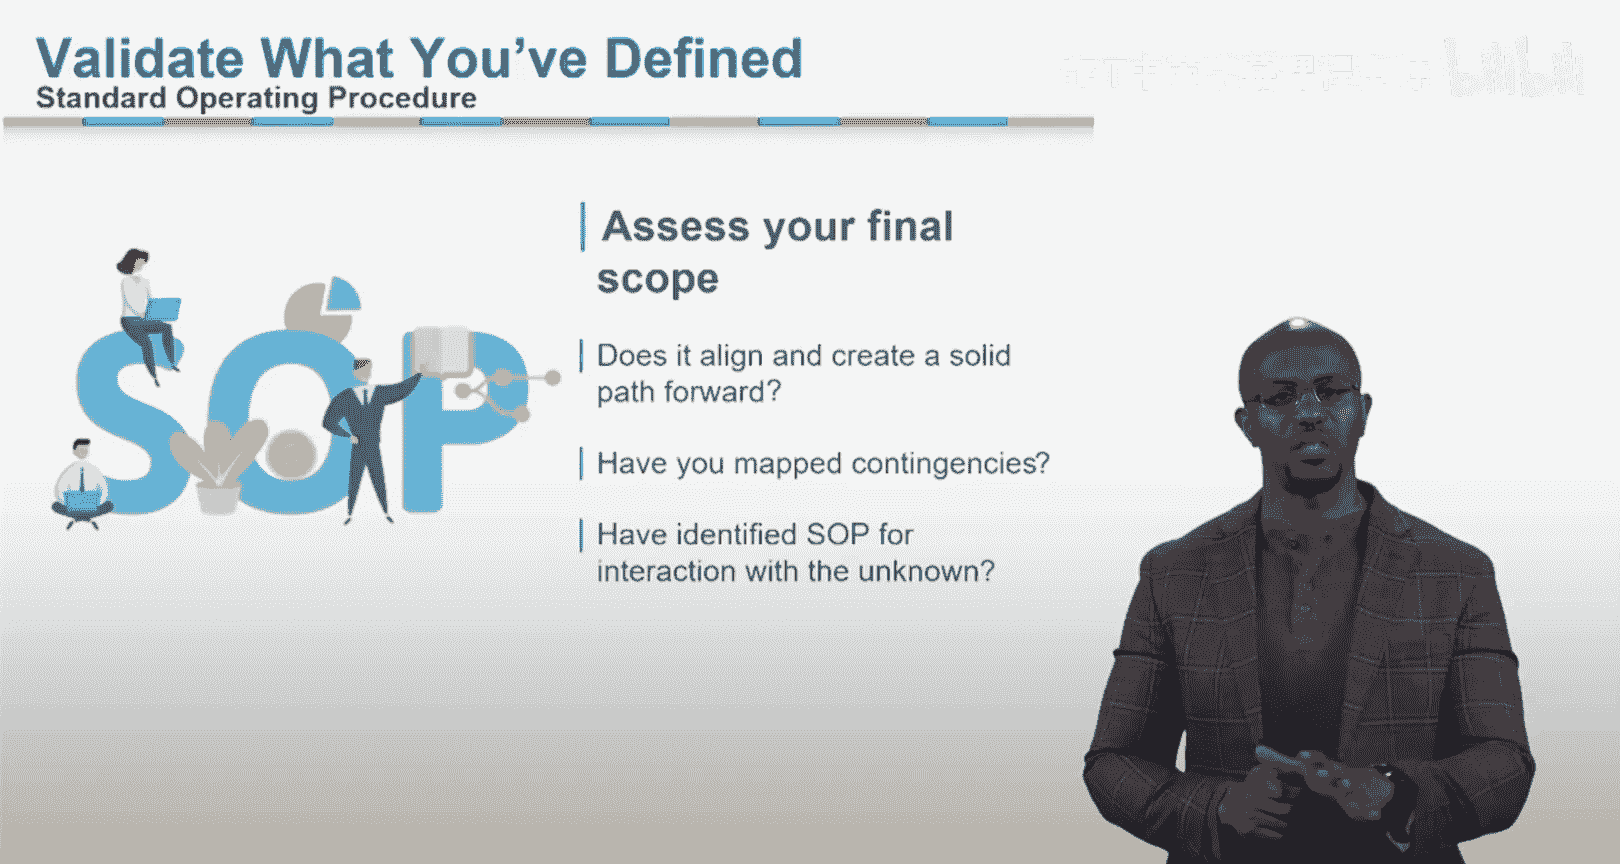 Validate What You've Defined
Standard Operating Procedure
Assess your final
scope
Does it align and create a solid
path forward?
Have you mapped contingencies?
Have identified SOP for
interaction with the unknown?
SOP
bilibili